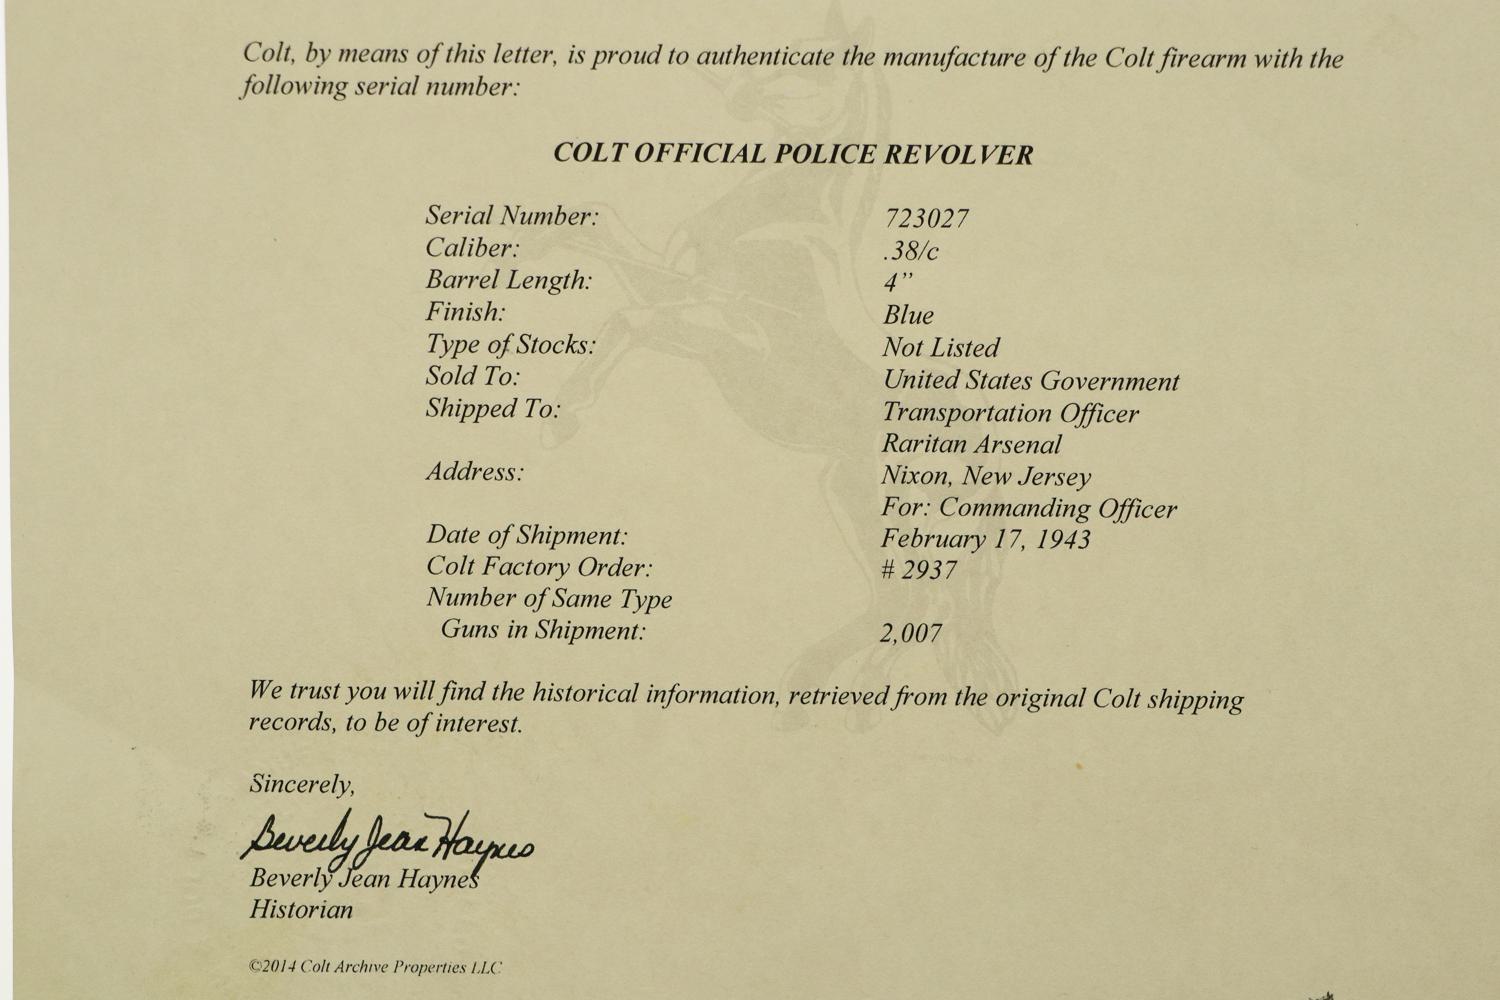 Colt, by means of this letter, is proud to authenticate the manufacture of the Colt firearm with the
following serial number:
COLT OFFICIAL POLICE REVOLVER
Serial Number: 723027
Caliber: .38/c
Barrel Length: 4”
Finish: Blue
Type of Stocks: Not Listed
Sold To: United States Government
Shipped To: Transportation Officer
Raritan Arsenal
Address: Nixon, New Jersey
For: Commanding Officer
Date of Shipment: February 17, 1943
Colt Factory Order: # 2937
Number of Same Type
Guns in Shipment: 2,007
We trust you will find the historical information, retrieved from the original Colt shipping
records, to be of interest.
Sincerely,
Beverly Jean Haynes
Beverly Jean Haynes
Historian
©2014 Colt Archive Properties LLC